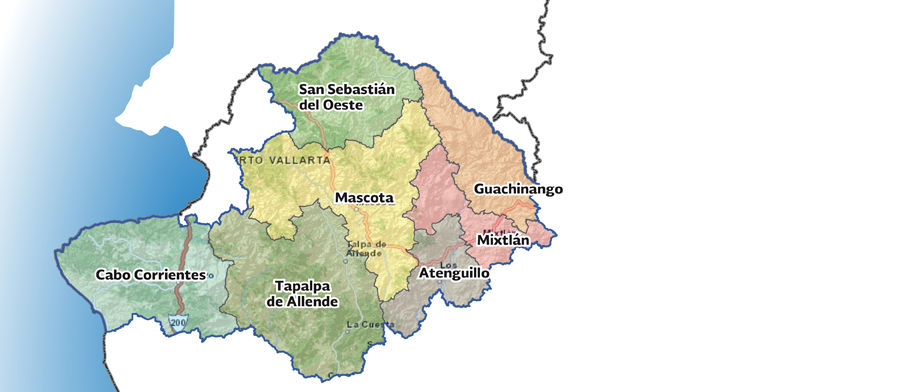 San Sebastián
del Oeste
RTO VALLARTA
Guachinango
Mascota
Mixtlán
Talpa de
Allende
Los
Atenguillo
Cabo Corrientes
Tapalpa
de Allende
200
La Cuesta